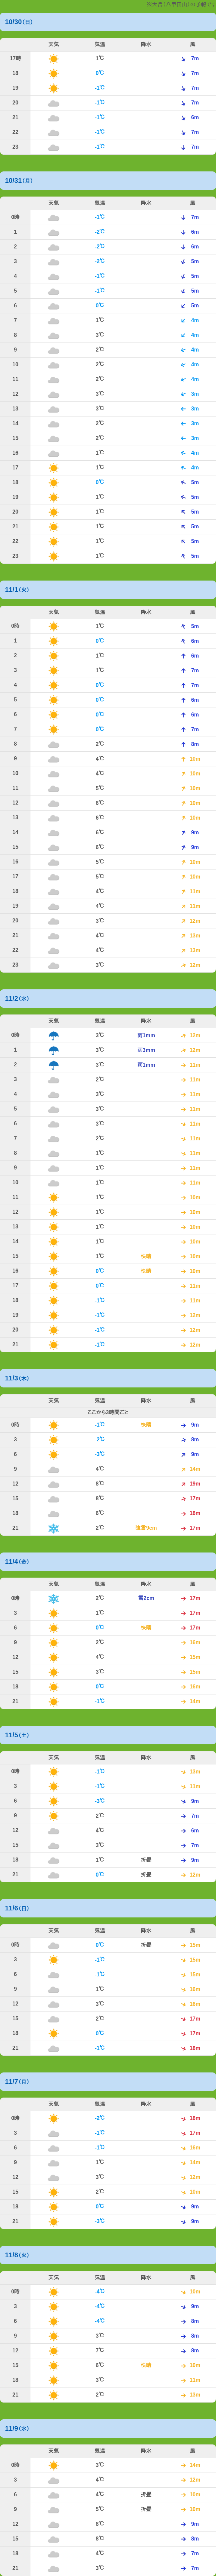 10/30 (日)
天気 気温 降水 風
17時 1℃ 7m
18 0℃ 7m
19 -1℃ 7m
20 -1℃ 7m
21 -1℃ 6m
22 -1℃ 7m
23 -1℃ 7m
10/31 (月)
天気 気温 降水 風
0時 -1℃ 7m
1 -2℃ 6m
2 -2℃ 6m
3 -2℃ 5m
4 -1℃ 5m
5 -1℃ 5m
6 0℃ 5m
7 1℃ 4m
8 3℃ 4m
9 2℃ 4m
10 2℃ 4m
11 2℃ 4m
12 3℃ 3m
13 3℃ 3m
14 2℃ 3m
15 2℃ 3m
16 1℃ 4m
17 1℃ 4m
18 0℃ 5m
19 1℃ 5m
20 1℃ 5m
21 1℃ 5m
22 1℃ 5m
23 1℃ 5m
11/1 (火)
天気 気温 降水 風
0時 1℃ 5m
1 0℃ 6m
2 1℃ 6m
3 1℃ 7m
4 0℃ 7m
5 0℃ 6m
6 0℃ 6m
7 0℃ 7m
8 2℃ 8m
9 4℃ 10m
10 4℃ 10m
11 5℃ 10m
12 6℃ 10m
13 6℃ 10m
14 6℃ 9m
15 6℃ 9m
16 5℃ 10m
17 5℃ 10m
18 4℃ 11m
19 4℃ 11m
20 3℃ 12m
21 4℃ 13m
22 4℃ 13m
23 3℃ 12m
11/2 (水)
天気 気温 降水 風
0時 3℃ 雨1mm 12m
1 3℃ 雨3mm 12m
2 3℃ 雨1mm 11m
3 2℃ 11m
4 3℃ 11m
5 3℃ 11m
6 3℃ 11m
7 2℃ 11m
8 1℃ 11m
9 1℃ 11m
10 1℃ 11m
11 1℃ 10m
12 1℃ 10m
13 1℃ 10m
14 1℃ 10m
15 1℃ 快晴 10m
16 0℃ 快晴 10m
17 0℃ 11m
18 -1℃ 11m
19 -1℃ 12m
20 -1℃ 12m
21 -1℃ 12m
11/3 (木)
天気 気温 降水 風
ここから3時間ごと
0時 -1℃ 快晴 9m
3 -2℃ 8m
6 -3℃ 9m
9 4℃ 14m
12 8℃ 19m
15 8℃ 17m
18 6℃ 18m
21 2℃ 17m
11/4 (金)
天気 気温 降水 風
0時 2℃ 雪2cm 17m
3 1℃ 17m
6 0℃ 快晴 17m
9 2℃ 16m
12 4℃ 15m
15 3℃ 15m
18 0℃ 16m
21 -1℃ 14m
11/5 (土)
天気 気温 降水 風
0時 -1℃ 13m
3 -1℃ 11m
6 -3℃ 9m
9 2℃ 7m
12 4℃ 6m
15 3℃ 7m
18 1℃ 折曇 9m
21 0℃ 折曇 12m
11/6 (日)
天気 気温 降水 風
0時 0℃ 折曇 15m
3 -1℃ 15m
6 -1℃ 15m
9 1℃ 16m
12 3℃ 16m
15 2℃ 17m
18 0℃ 17m
21 -1℃ 18m
11/7 (月)
天気 気温 降水 風
0時 -2℃ 18m
3 -1℃ 17m
6 -1℃ 16m
9 1℃ 14m
12 3℃ 12m
15 2℃ 10m
18 0℃ 9m
21 -3℃ 9m
11/8 (火)
天気 気温 降水 風
0時 -4℃ 10m
3 -4℃ 9m
6 -4℃ 8m
9 3℃ 8m
12 7℃ 8m
15 6℃ 快晴 10m
18 3℃ 11m
21 2℃ 13m
11/9 (水)
天気 気温 降水 風
0時 3℃ 14m
3 4℃ 12m
6 4℃ 折曇 10m
9 5℃ 折曇 10m
12 8℃ 9m
15 8℃ 8m
18 4℃ 7m
21 3℃ 7m